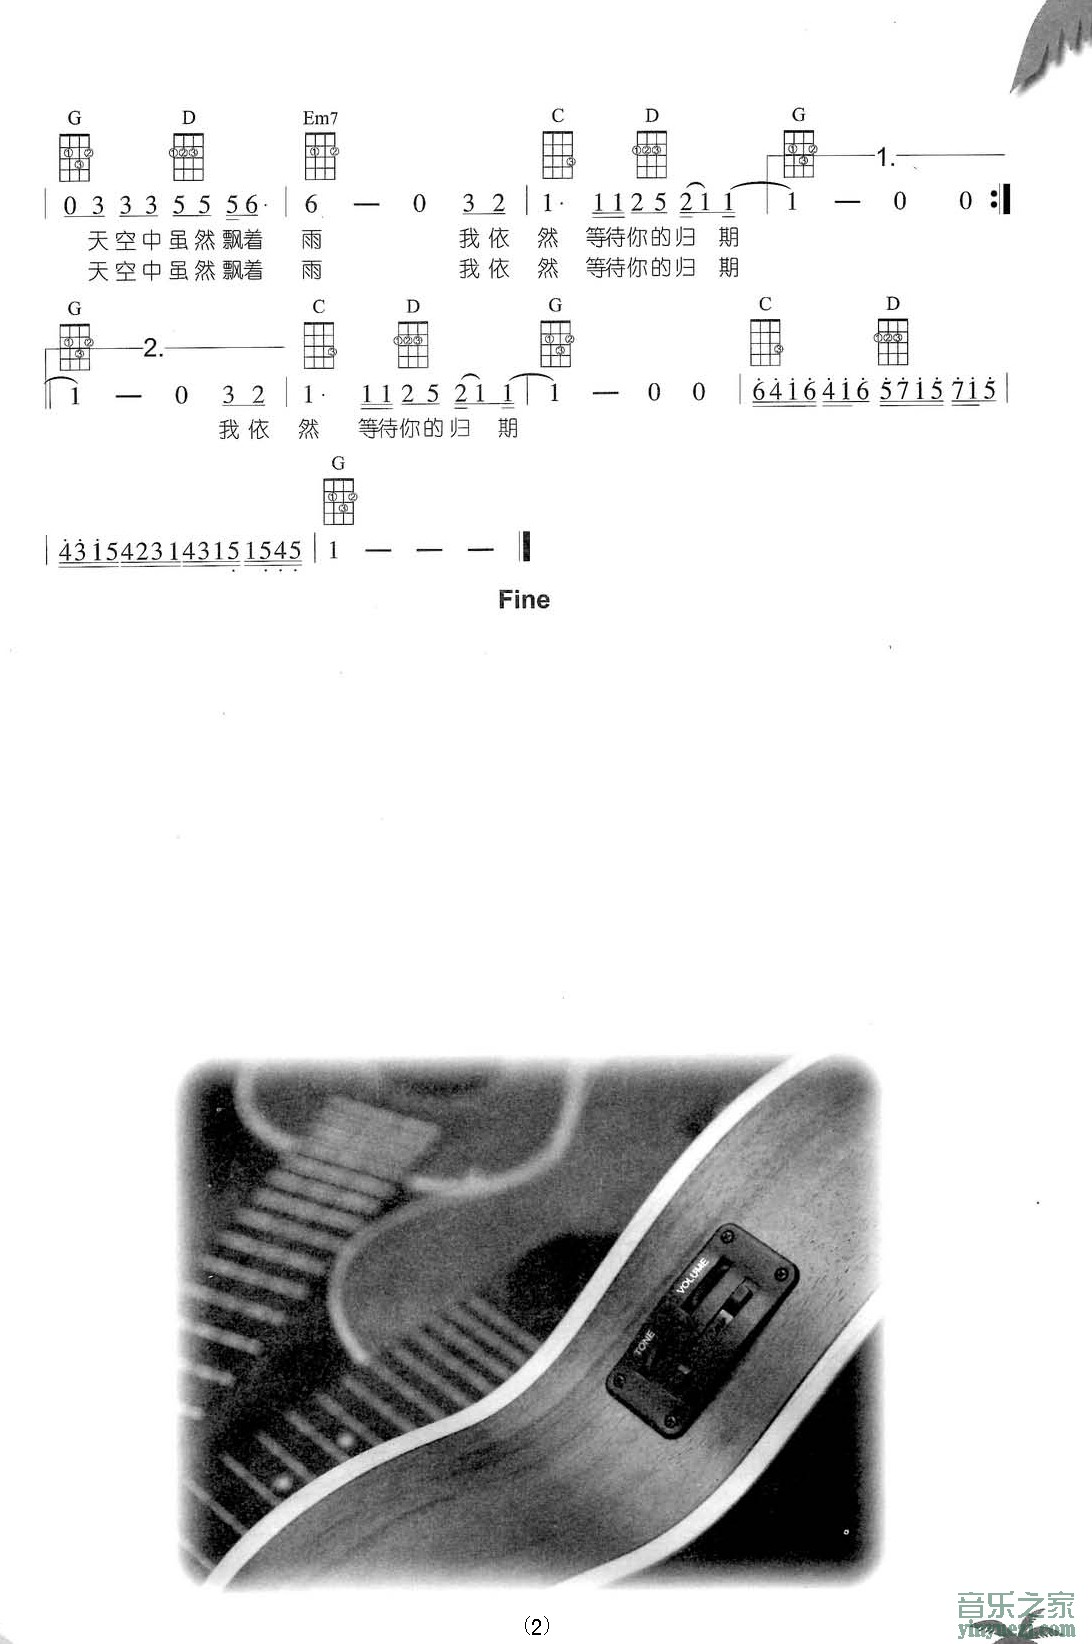 G D Em7 C D G
1.
0 3 3 3 5 5 5 6· | 6 — 0 3 2 | 1· 1 1 2 5 2 1 1 | 1 — 0 0 :|
天空中虽然飘着 雨 我依 然 等待你的归 期
天空中虽然飘着 雨 我依 然 等待你的归 期
G C D G C D
2.
1 — 0 3 2 | 1· 1 1 2 5 2 1 1 | 1 — 0 0 | 6̇ 4̇ 1̇ 6̇ 4̇ 1̇ 6 5 7 1̇ 5̇ 7̇ 1̇ 5̇ |
我依 然 等待你的归 期
G
| 4̇ 3̇ 1̇ 5 4 2 3 1 4 3 1 5̣ 1 5̣ 4̣ 5̣ | 1 — — — ‖
Fine
VOLUME
TONE
(2)
音乐之家
yinyuezj.com